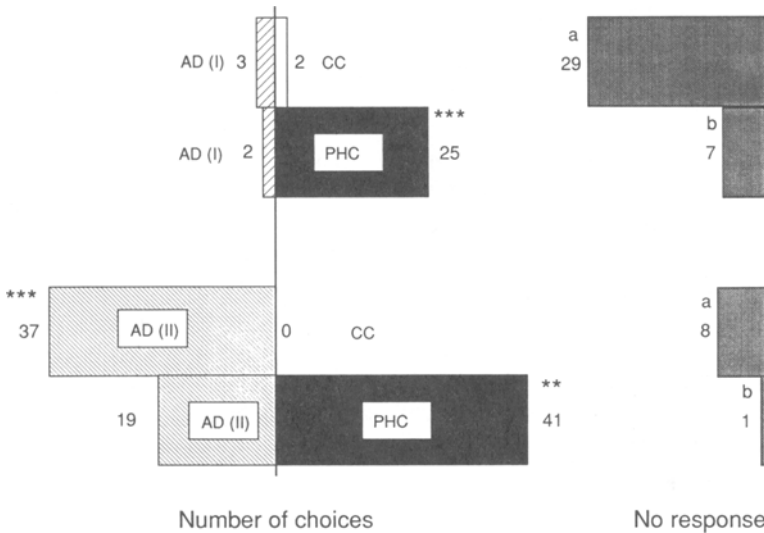 a
AD (I) 3 2 CC 29
***
b
AD (I) 2 PHC 25 7
***
a
37 AD (II) 0 CC 8
**
b
19 AD (II) PHC 41 1
Number of choices No response